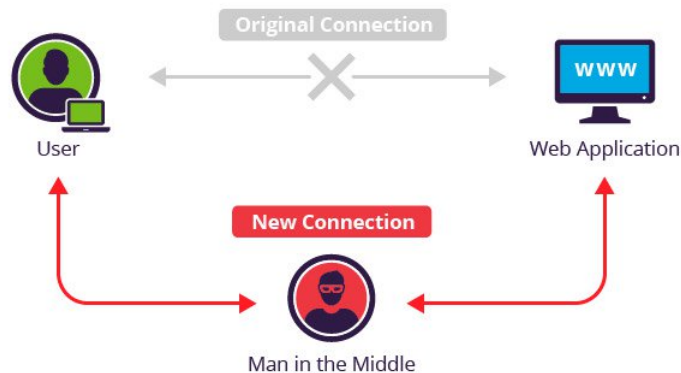 Original Connection
www
User
Web Application
New Connection
Man in the Middle